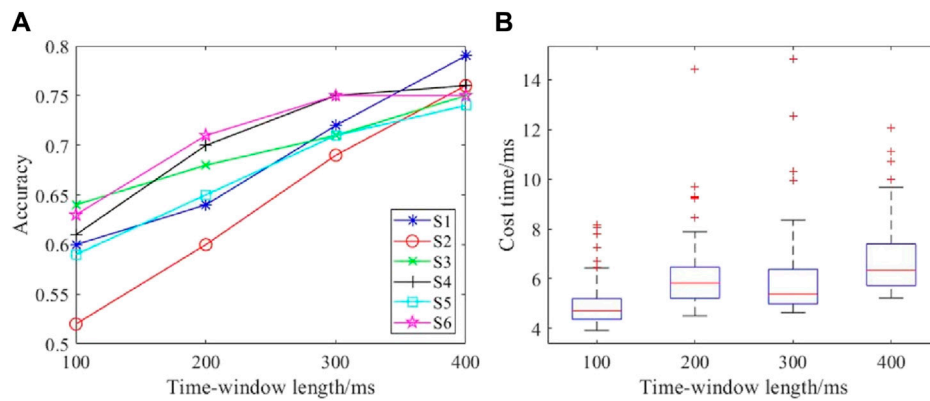 A
0.8
0.75
0.7
0.65
0.6
0.55
0.5
Accuracy
100 200 300 400
Time-window length/ms
S1
S2
S3
S4
S5
S6
B
14
12
10
8
6
4
Cost time/ms
100 200 300 400
Time-window length/ms